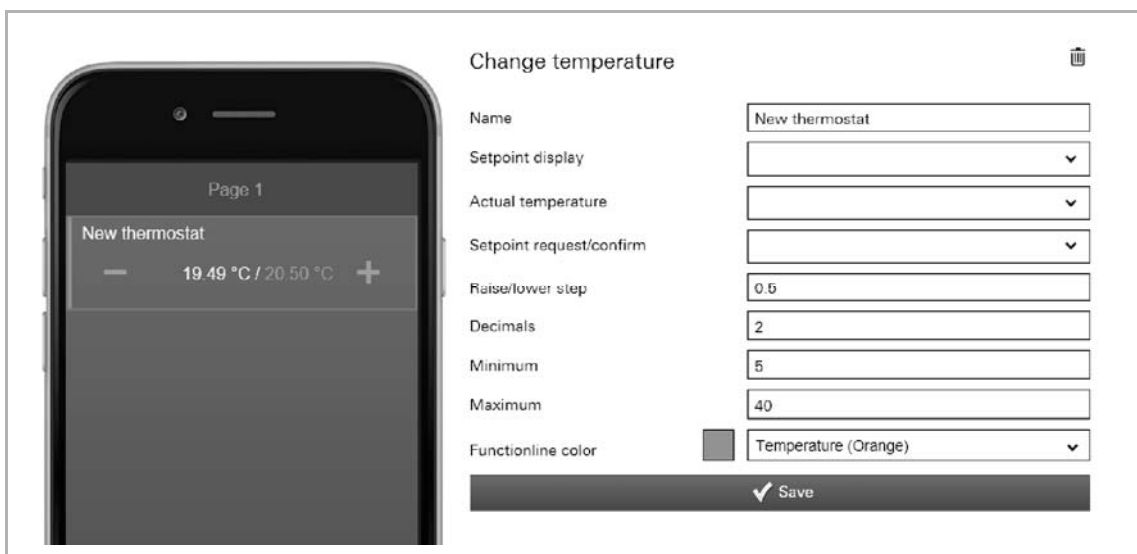 Change temperature
Page 1
New thermostat
19.49 °C / 20.50 °C
Name
New thermostat
Setpoint display
Actual temperature
Setpoint request/confirm
Raise/lower step
0.5
Decimals
2
Minimum
5
Maximum
40
Functionline color
Temperature (Orange)
Save